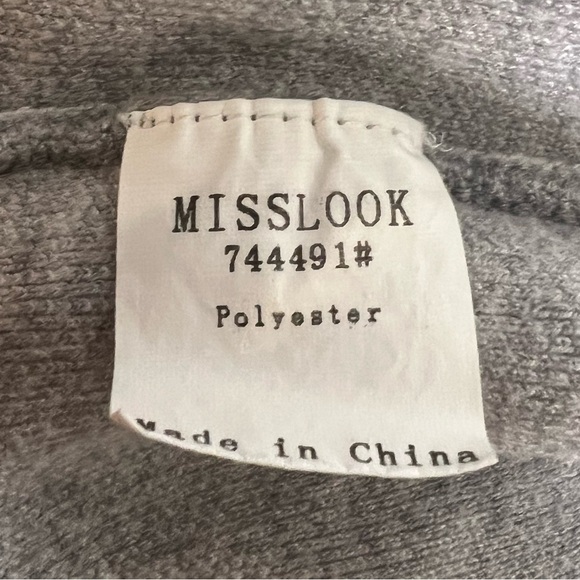 MISSLOOK
744491#
Polyester
Made in China